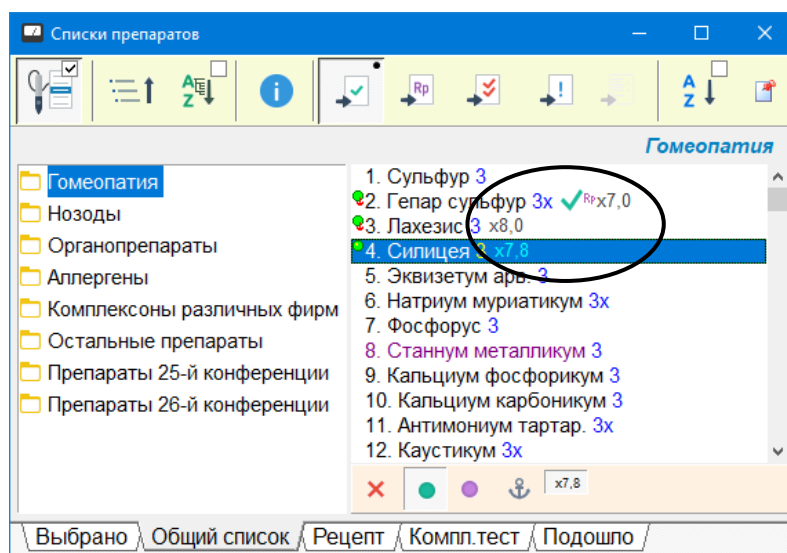 Списки препаратов
A Z
i
Rp
!
A Z
Гомеопатия
Гомеопатия
Нозоды
Органопрепараты
Аллергены
Комплексоны различных фирм
Остальные препараты
Препараты 25-й конференции
Препараты 26-й конференции
1. Сульфур 3
2. Гепар сульфур 3х Rp x7,0
3. Лахезис 3 x8,0
4. Силицея 3 x7,8
5. Эквизетум арв. 3
6. Натриум муриатикум 3х
7. Фосфорус 3
8. Станнум металликум 3
9. Кальциум фосфорикум 3
10. Кальциум карбоникум 3
11. Антимониум тартар. 3х
12. Каустикум 3х
x7,8
Выбрано Общий список Рецепт Компл.тест Подошло